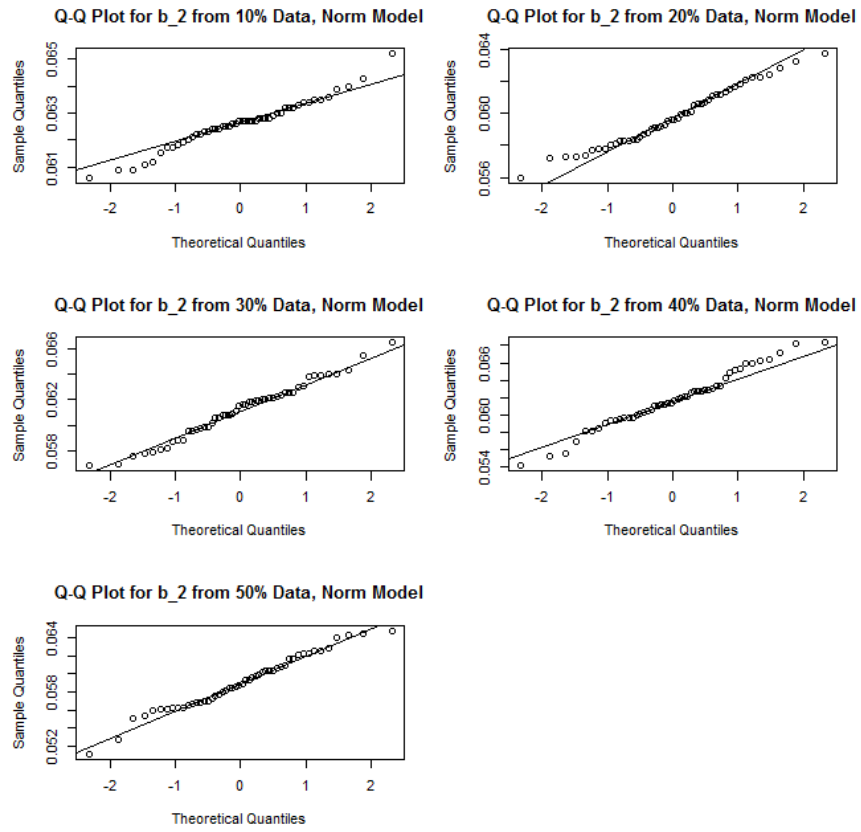 Q-Q Plot for b_2 from 10% Data, Norm Model
Sample Quantiles
0.065
0.063
0.061
-2 -1 0 1 2
Theoretical Quantiles
Q-Q Plot for b_2 from 20% Data, Norm Model
Sample Quantiles
0.064
0.060
0.056
-2 -1 0 1 2
Theoretical Quantiles
Q-Q Plot for b_2 from 30% Data, Norm Model
Sample Quantiles
0.066
0.062
0.058
-2 -1 0 1 2
Theoretical Quantiles
Q-Q Plot for b_2 from 40% Data, Norm Model
Sample Quantiles
0.066
0.060
0.054
-2 -1 0 1 2
Theoretical Quantiles
Q-Q Plot for b_2 from 50% Data, Norm Model
Sample Quantiles
0.064
0.058
0.052
-2 -1 0 1 2
Theoretical Quantiles